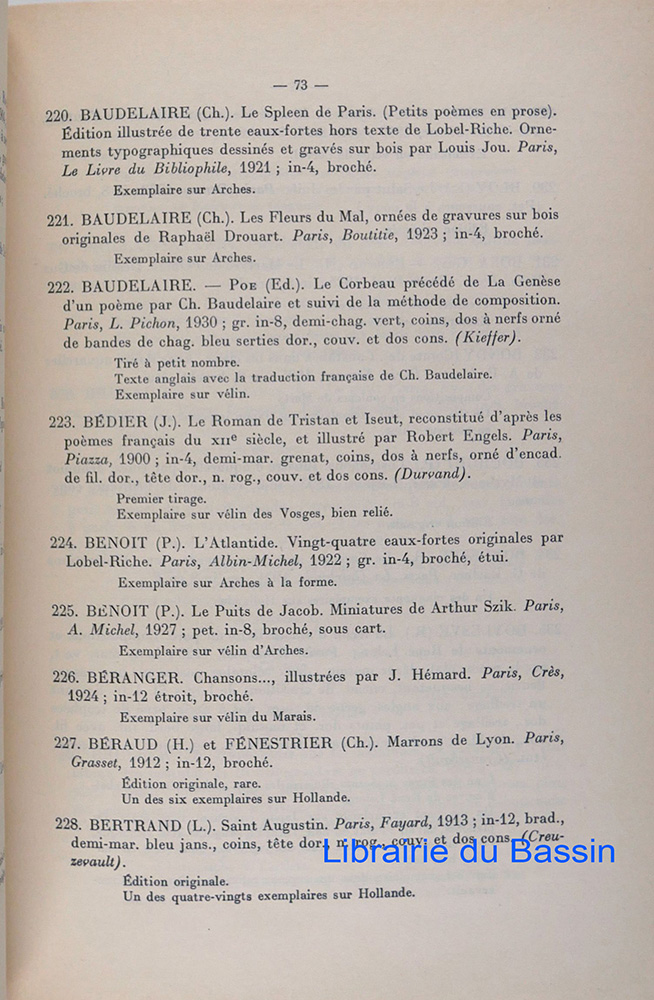 — 73 —
220. BAUDELAIRE (Ch.). Le Spleen de Paris. (Petits poèmes en prose).
Édition illustrée de trente eaux-fortes hors texte de Lobel-Riche. Orne-
ments typographiques dessinés et gravés sur bois par Louis Jou. Paris,
Le Livre du Bibliophile, 1921 ; in-4, broché.
Exemplaire sur Arches.
221. BAUDELAIRE (Ch.). Les Fleurs du Mal, ornées de gravures sur bois
originales de Raphaël Drouart. Paris, Boutitie, 1923 ; in-4, broché.
Exemplaire sur Arches.
222. BAUDELAIRE. — POE (Ed.). Le Corbeau précédé de La Genèse
d'un poème par Ch. Baudelaire et suivi de la méthode de composition.
Paris, L. Pichon, 1930 ; gr. in-8, demi-chag. vert, coins, dos à nerfs orné
de bandes de chag. bleu serties dor., couv. et dos cons. (Kieffer).
Tiré à petit nombre.
Texte anglais avec la traduction française de Ch. Baudelaire.
Exemplaire sur vélin.
223. BÉDIER (J.). Le Roman de Tristan et Iseut, reconstitué d'après les
poèmes français du XIIe siècle, et illustré par Robert Engels. Paris,
Piazza, 1900 ; in-4, demi-mar. grenat, coins, dos à nerfs, orné d'encad.
de fil. dor., tête dor., n. rog., couv. et dos cons. (Durvand).
Premier tirage.
Exemplaire sur vélin des Vosges, bien relié.
224. BENOIT (P.). L'Atlantide. Vingt-quatre eaux-fortes originales par
Lobel-Riche. Paris, Albin-Michel, 1922 ; gr. in-4, broché, étui.
Exemplaire sur Arches à la forme.
225. BENOIT (P.). Le Puits de Jacob. Miniatures de Arthur Szik. Paris,
A. Michel, 1927 ; pet. in-8, broché, sous cart.
Exemplaire sur vélin d'Arches.
226. BÉRANGER. Chansons..., illustrées par J. Hémard. Paris, Crès,
1924 ; in-12 étroit, broché.
Exemplaire sur vélin du Marais.
227. BÉRAUD (H.) et FÉNESTRIER (Ch.). Marrons de Lyon. Paris,
Grasset, 1912 ; in-12, broché.
Édition originale, rare.
Un des six exemplaires sur Hollande.
228. BERTRAND (L.). Saint Augustin. Paris, Fayard, 1913 ; in-12, brad.,
demi-mar. bleu jans., coins, tête dor., n. rog., couv. et dos cons. (Creu-
zevault).
Librairie du Bassin
Édition originale.
Un des quatre-vingts exemplaires sur Hollande.